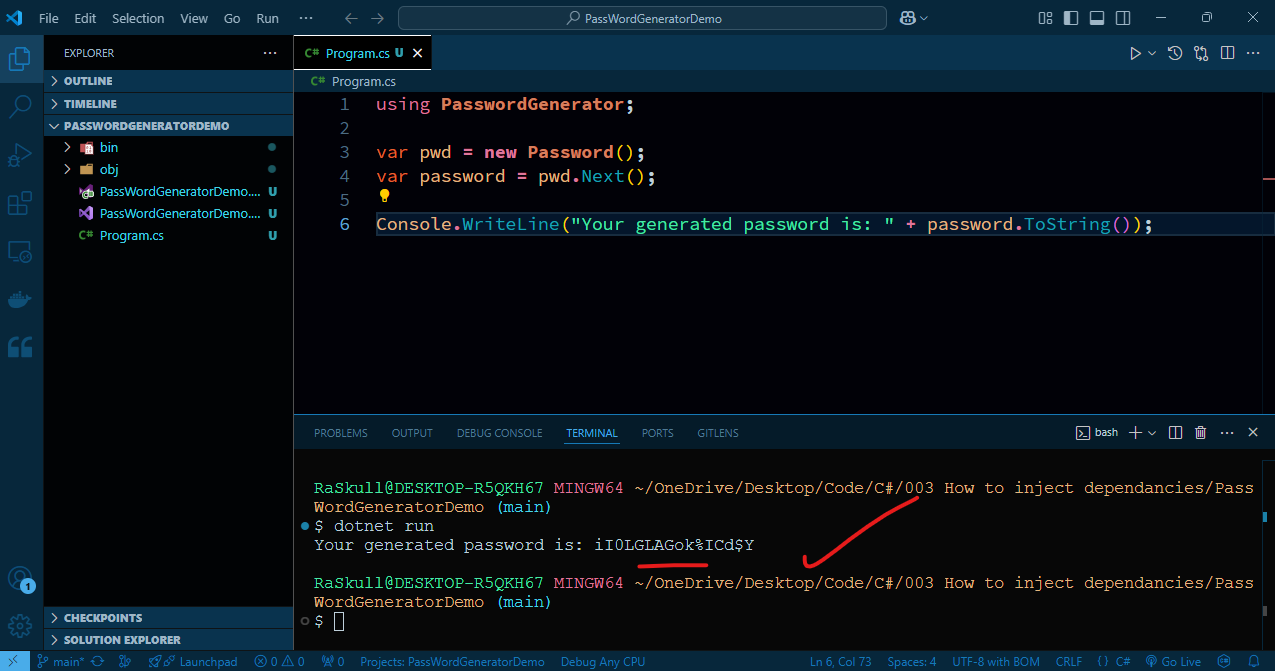 File Edit Selection View Go Run ··· PassWordGeneratorDemo
EXPLORER ···
OUTLINE
TIMELINE
PASSWORDGENERATORDEMO
bin
obj
PassWordGeneratorDemo.... U
PassWordGeneratorDemo.... U
C# Program.cs U
CHECKPOINTS
SOLUTION EXPLORER
C# Program.cs U
C# Program.cs
1 using PasswordGenerator;
2
3 var pwd = new Password();
4 var password = pwd.Next();
5
6 Console.WriteLine("Your generated password is: " + password.ToString());
PROBLEMS OUTPUT DEBUG CONSOLE TERMINAL PORTS GITLENS bash
RaSkull@DESKTOP-R5QKH67 MINGW64 ~/OneDrive/Desktop/Code/C#/003 How to inject dependancies/Pass
WordGeneratorDemo (main)
$ dotnet run
Your generated password is: iI0LGLAGok%ICd$Y
RaSkull@DESKTOP-R5QKH67 MINGW64 ~/OneDrive/Desktop/Code/C#/003 How to inject dependancies/Pass
WordGeneratorDemo (main)
$
1
main* Launchpad 0 0 0 Projects: PassWordGeneratorDemo Debug Any CPU Ln 6, Col 73 Spaces: 4 UTF-8 with BOM CRLF {} C# Go Live